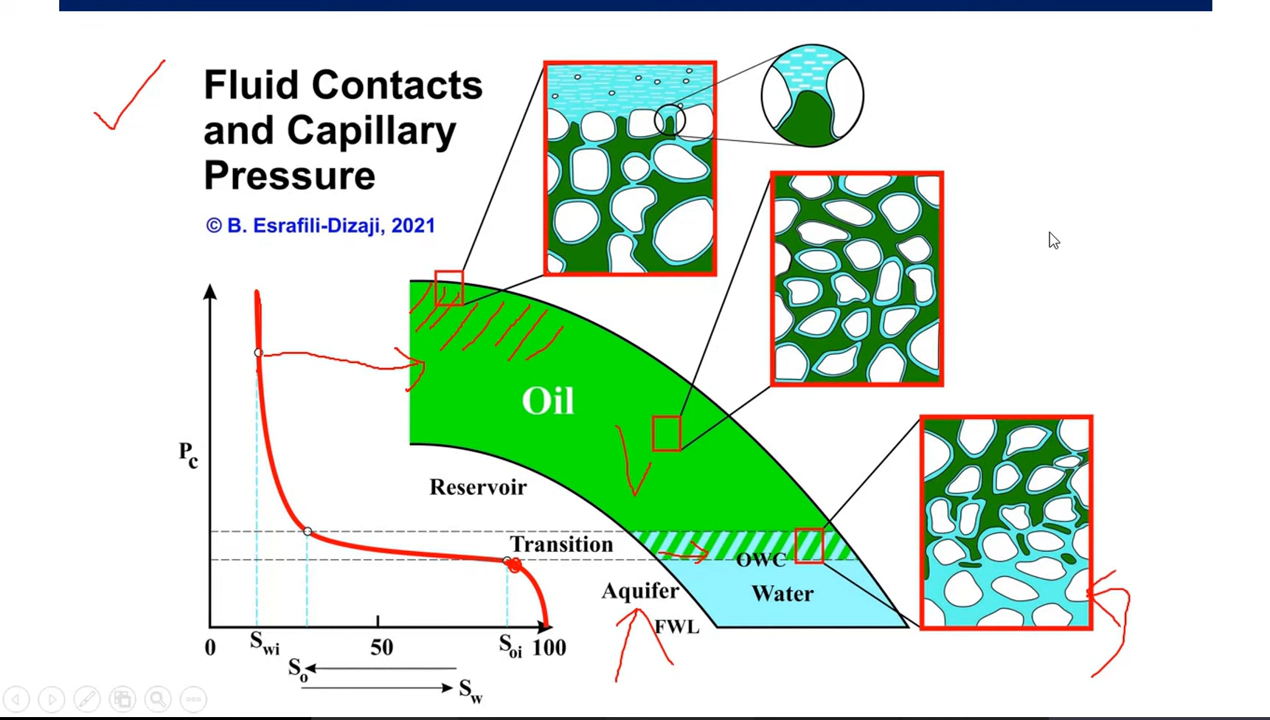 Fluid Contacts
and Capillary
Pressure
© B. Esrafili-Dizaji, 2021
Oil
Pc
Reservoir
Transition
OWC
Aquifer
Water
FWL
0
Swi
50
Soi
100
So
Sw